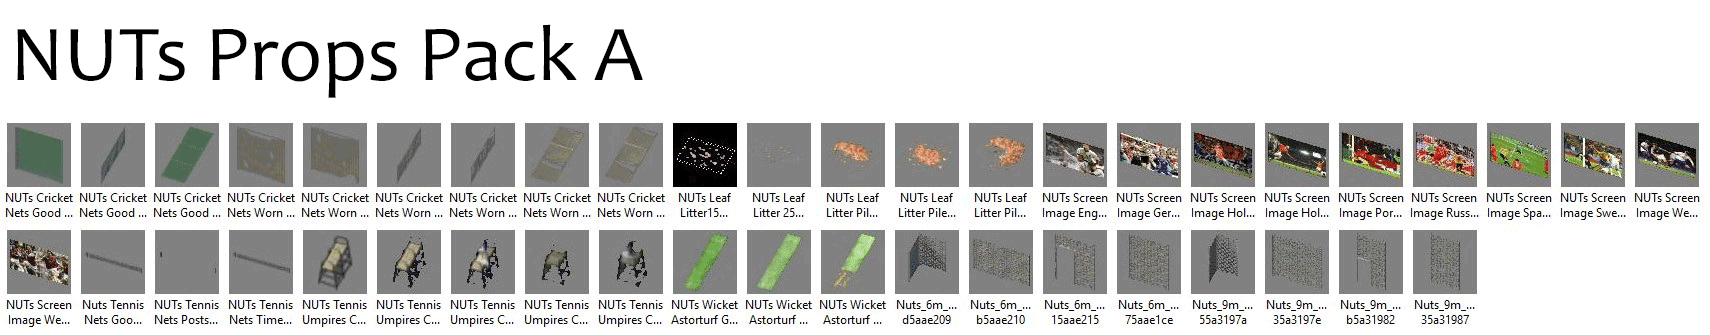 NUTs Props Pack A
NUTs Cricket NUTs Cricket NUTs Cricket NUTs Cricket NUTs Cricket NUTs Cricket NUTs Cricket NUTs Cricket NUTs Cricket NUTs Leaf NUTs Leaf NUTs Leaf NUTs Leaf NUTs Leaf NUTs Screen NUTs Screen NUTs Screen NUTs Screen NUTs Screen NUTs Screen NUTs Screen NUTs Screen NUTs Screen
Nets Good ... Nets Good ... Nets Good ... Nets Worn ... Nets Worn ... Nets Worn ... Nets Worn ... Nets Worn ... Nets Worn ... Litter15... Litter 25... Litter Pil... Litter Pile... Litter Pil... Image Eng... Image Ger... Image Hol... Image Hol... Image Por... Image Russ... Image Spa... Image Swe... Image We...
NUTs Screen Nuts Tennis NUTs Tennis NUTs Tennis NUTs Tennis NUTs Tennis NUTs Tennis NUTs Tennis NUTs Tennis NUTs Wicket NUTs Wicket NUTs Wicket Nuts_6m_... Nuts_6m_... Nuts_6m_... Nuts_6m_... Nuts_9m_... Nuts_9m_... Nuts_9m_... Nuts_9m_...
Image We... Nets Goo... Nets Posts... Nets Time... Umpires C... Umpires C... Umpires C... Umpires C... Umpires C... Astorturf G... Astorturf ... Astorturf ... d5aae209 b5aae210 15aae215 75aae1ce 55a3197a 35a3197e b5a31982 35a31987